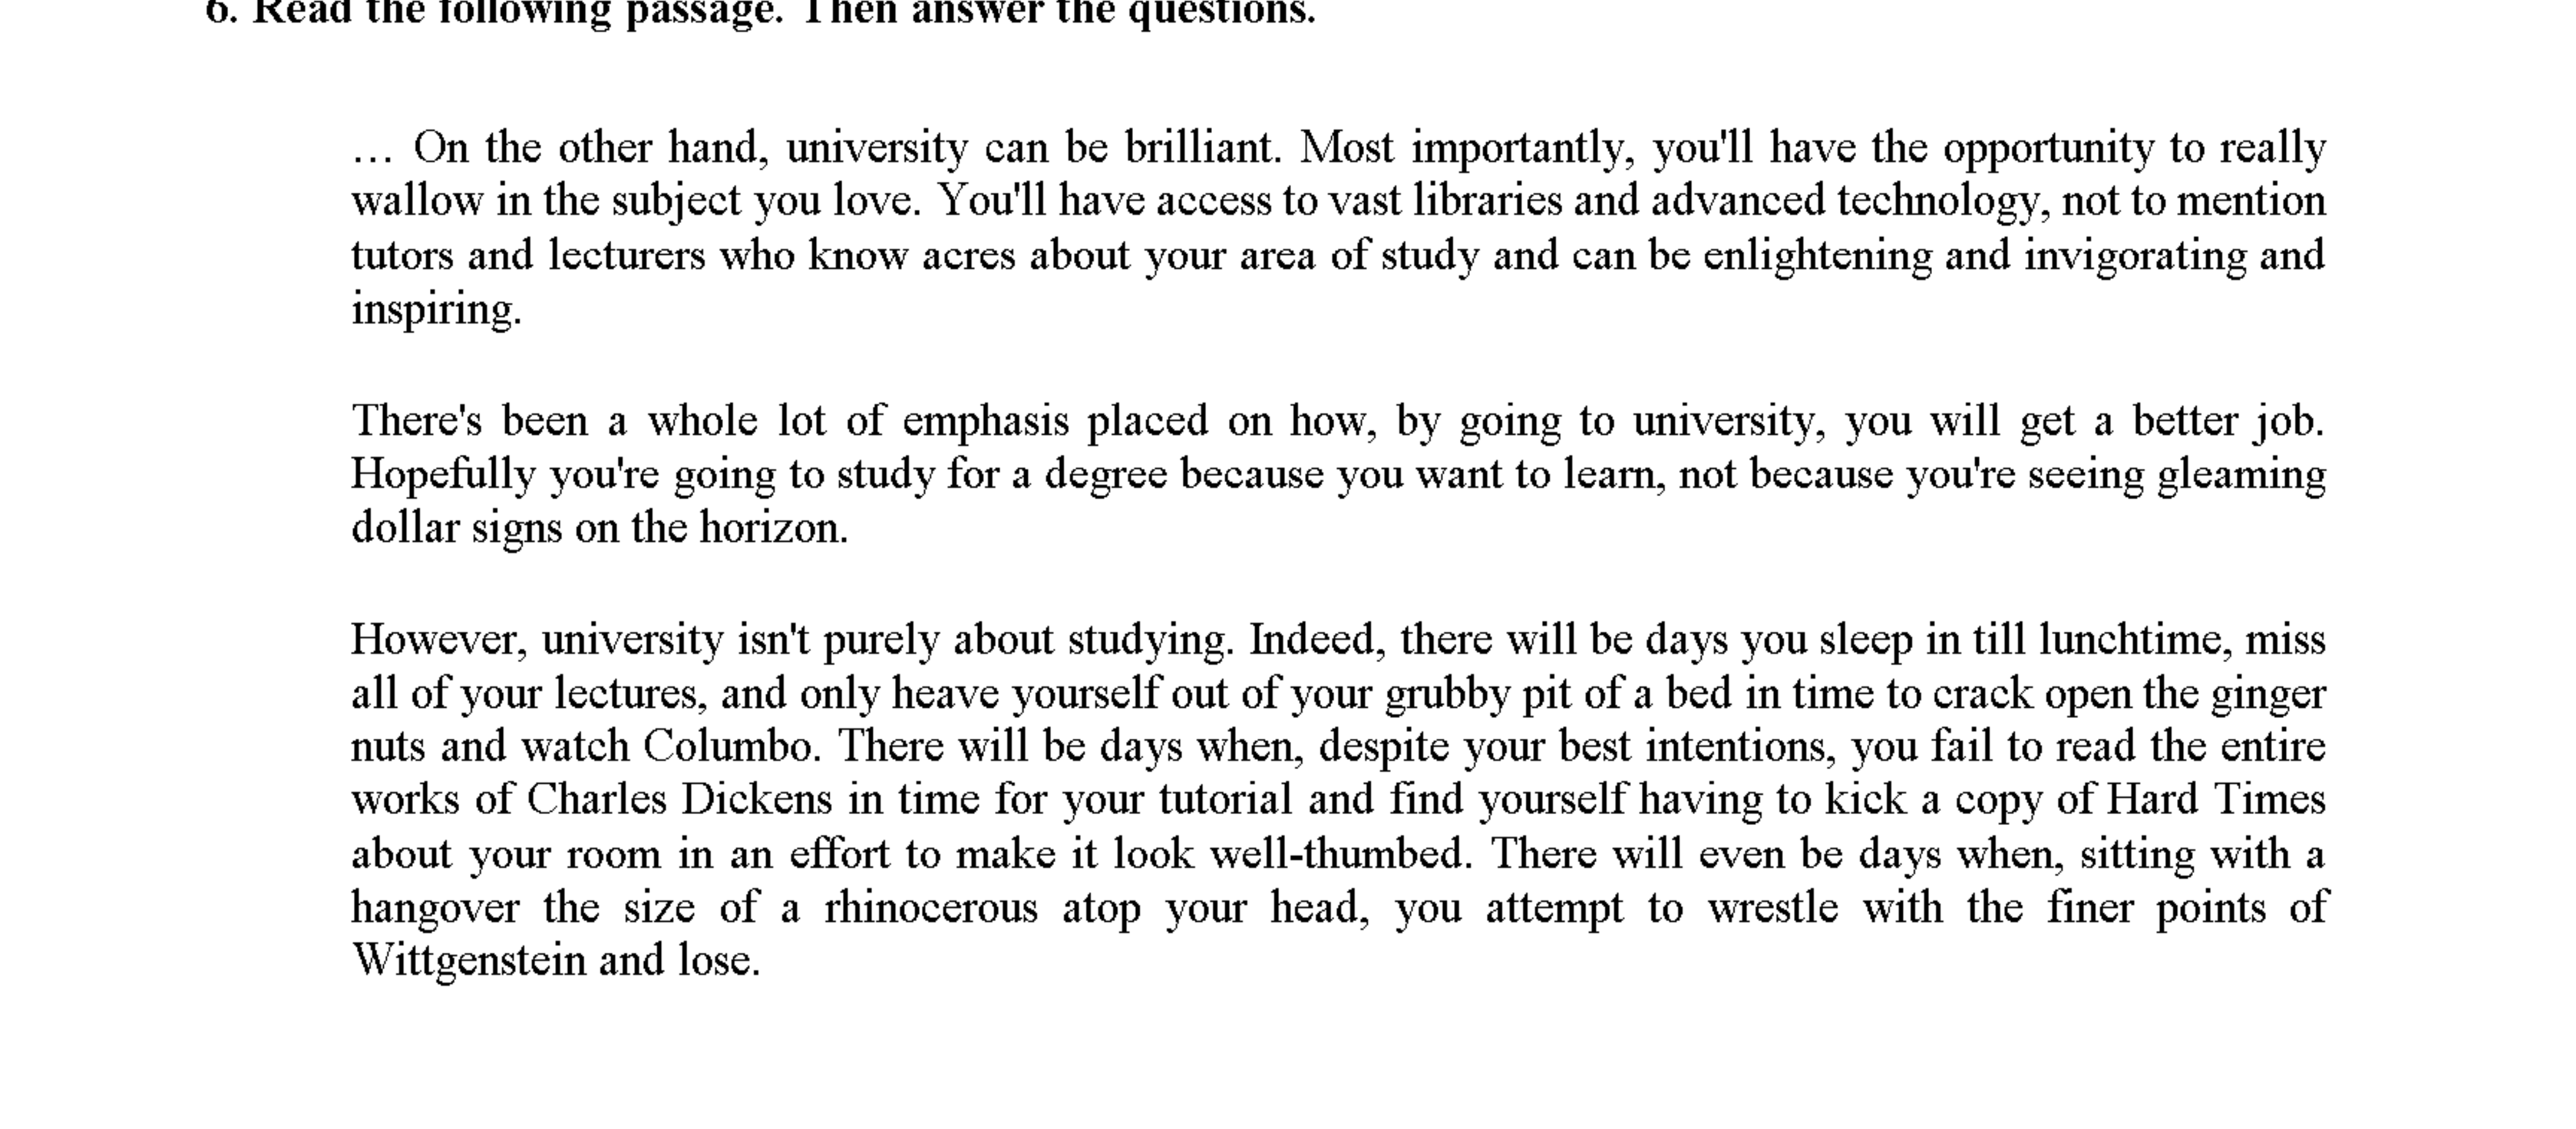 6. Read the following passage. Then answer the questions.
... On the other hand, university can be brilliant. Most importantly, you'll have the opportunity to really
wallow in the subject you love. You'll have access to vast libraries and advanced technology, not to mention
tutors and lecturers who know acres about your area of study and can be enlightening and invigorating and
inspiring.
There's been a whole lot of emphasis placed on how, by going to university, you will get a better job.
Hopefully you're going to study for a degree because you want to learn, not because you're seeing gleaming
dollar signs on the horizon.
However, university isn't purely about studying. Indeed, there will be days you sleep in till lunchtime, miss
all of your lectures, and only heave yourself out of your grubby pit of a bed in time to crack open the ginger
nuts and watch Columbo. There will be days when, despite your best intentions, you fail to read the entire
works of Charles Dickens in time for your tutorial and find yourself having to kick a copy of Hard Times
about your room in an effort to make it look well-thumbed. There will even be days when, sitting with a
hangover the size of a rhinocerous atop your head, you attempt to wrestle with the finer points of
Wittgenstein and lose.